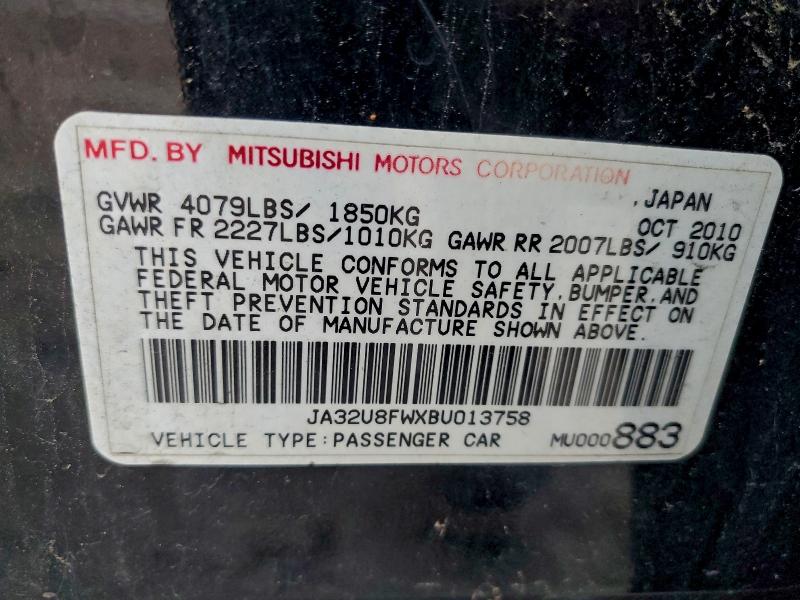 MFD. BY MITSUBISHI MOTORS CORPORATION
, JAPAN
GVWR 4079LBS/ 1850KG OCT 2010
GAWR FR 2227LBS/1010KG GAWR RR 2007LBS/ 910KG
THIS VEHICLE CONFORMS TO ALL APPLICABLE
FEDERAL MOTOR VEHICLE SAFETY, BUMPER, AND
THEFT PREVENTION STANDARDS IN EFFECT ON
THE DATE OF MANUFACTURE SHOWN ABOVE.
JA32U8FWXBU013758
VEHICLE TYPE: PASSENGER CAR MU000883